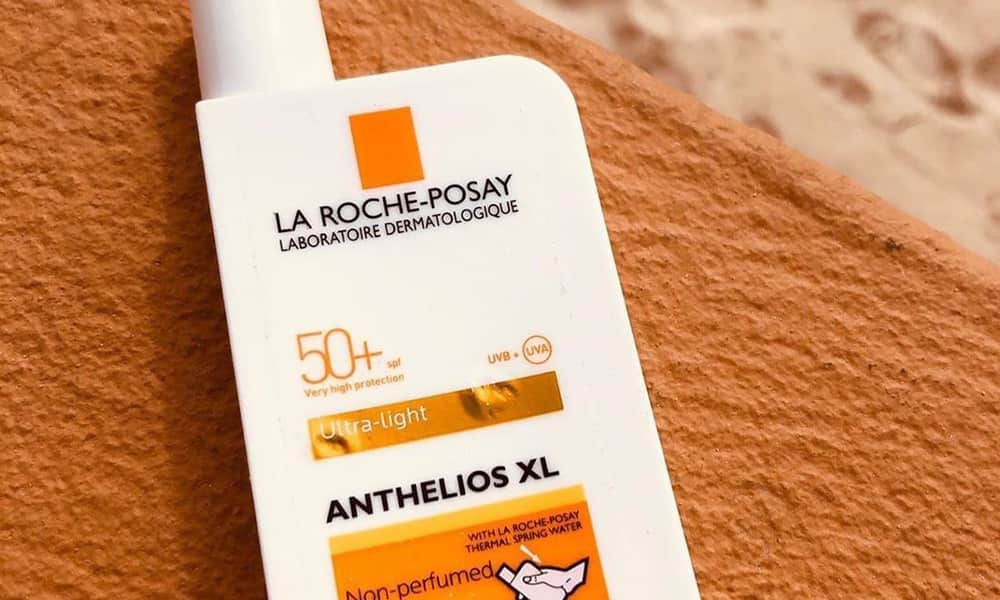 LA ROCHE-POSAY
LABORATOIRE DERMATOLOGIQUE
50+ spf
UVB + UVA
Very high protection
Ultra-light
ANTHELIOS XL
WITH LA ROCHE-POSAY
THERMAL SPRING WATER
Non-perfumed